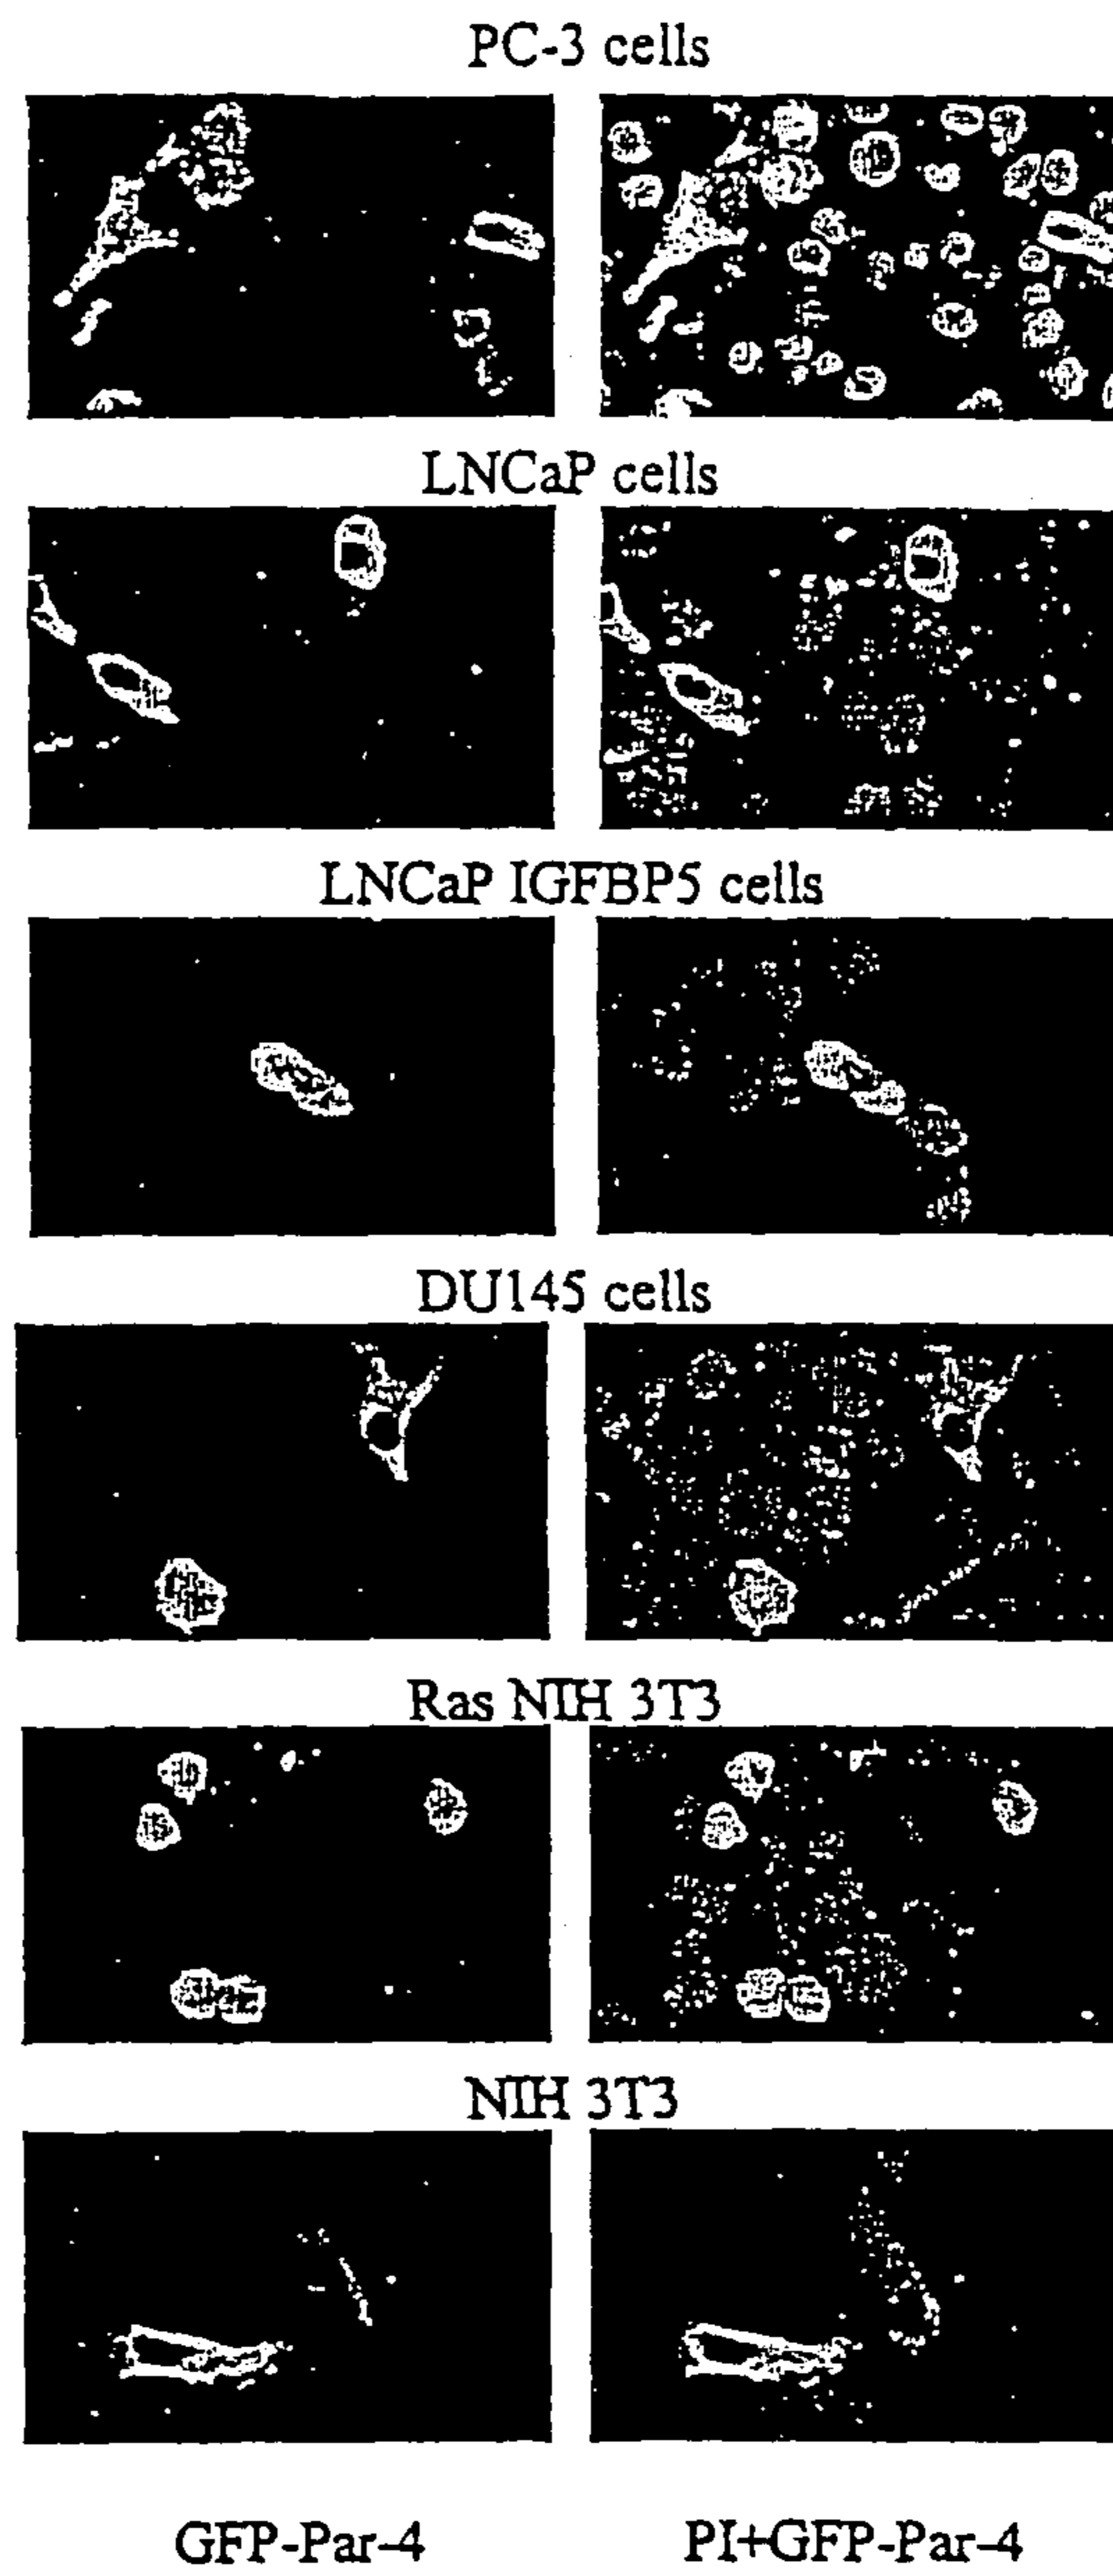 PC-3 cells
LNCaP cells
LNCaP IGFBP5 cells
DU145 cells
Ras NIH 3T3
NIH 3T3
GFP-Par-4 PI+GFP-Par-4